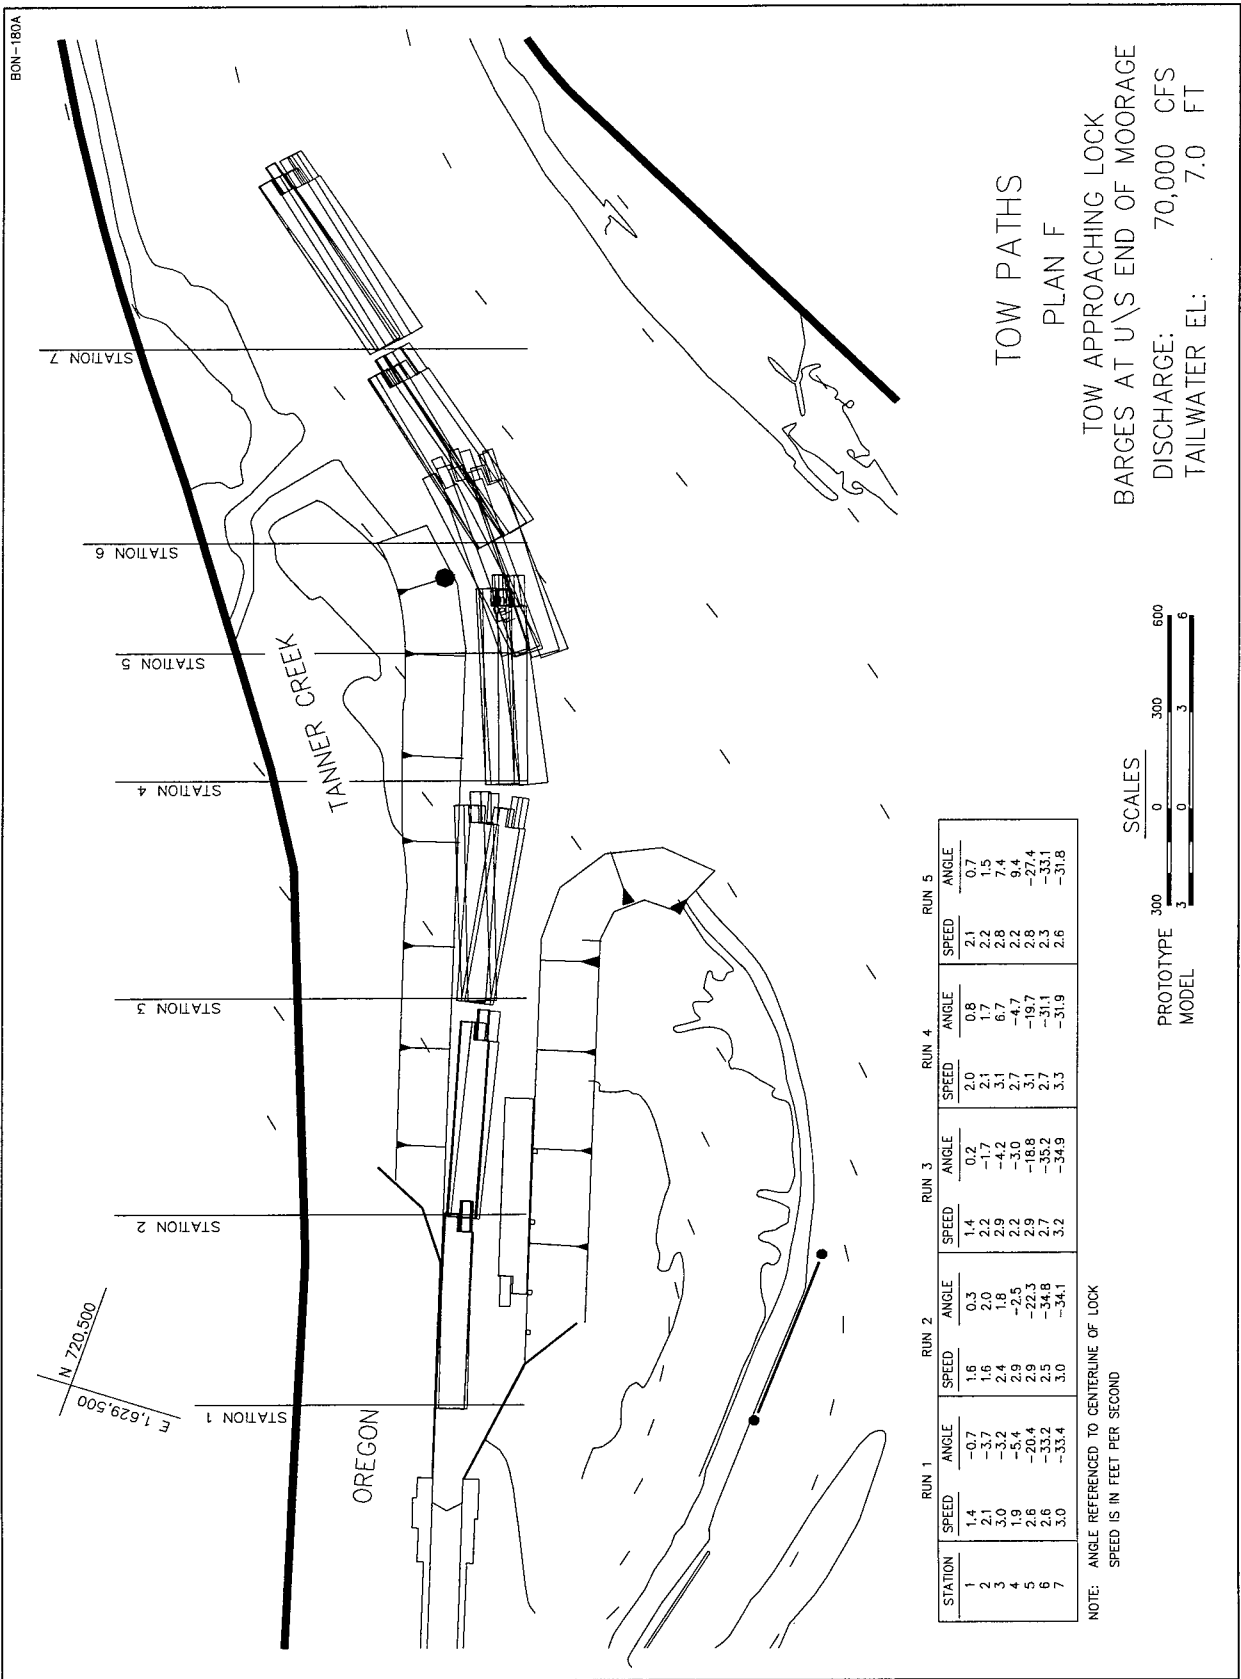 BON-180A
N 720,500
E 1,629,500
STATION 1
STATION 2
STATION 3
STATION 4
STATION 5
STATION 6
STATION 7
OREGON
TANNER CREEK
TOW PATHS
PLAN F
TOW APPROACHING LOCK
BARGES AT U\S END OF MOORAGE
DISCHARGE: 70,000 CFS
TAILWATER EL: 7.0 FT
RUN 1 RUN 2 RUN 3 RUN 4 RUN 5
STATION SPEED ANGLE SPEED ANGLE SPEED ANGLE SPEED ANGLE SPEED ANGLE
1 1.4 -0.7 1.6 0.3 1.4 0.2 2.0 0.8 2.1 0.7
2 2.1 -3.7 1.6 2.0 2.2 -1.7 2.1 1.7 2.2 1.5
3 3.0 -3.2 2.4 1.8 2.9 -4.2 3.1 6.7 2.8 7.4
4 1.9 -5.4 2.9 -2.5 2.2 -3.0 2.7 -4.7 2.2 9.4
5 2.6 -20.4 2.9 -22.3 2.9 -18.8 3.1 -19.7 2.8 -27.4
6 2.6 -33.2 2.5 -34.8 2.7 -35.2 2.7 -31.1 2.3 -33.1
7 3.0 -33.4 3.0 -34.1 3.2 -34.9 3.3 -31.9 2.6 -31.8
NOTE: ANGLE REFERENCED TO CENTERLINE OF LOCK
SPEED IS IN FEET PER SECOND
SCALES
PROTOTYPE 300 0 300 600
MODEL 3 0 3 6